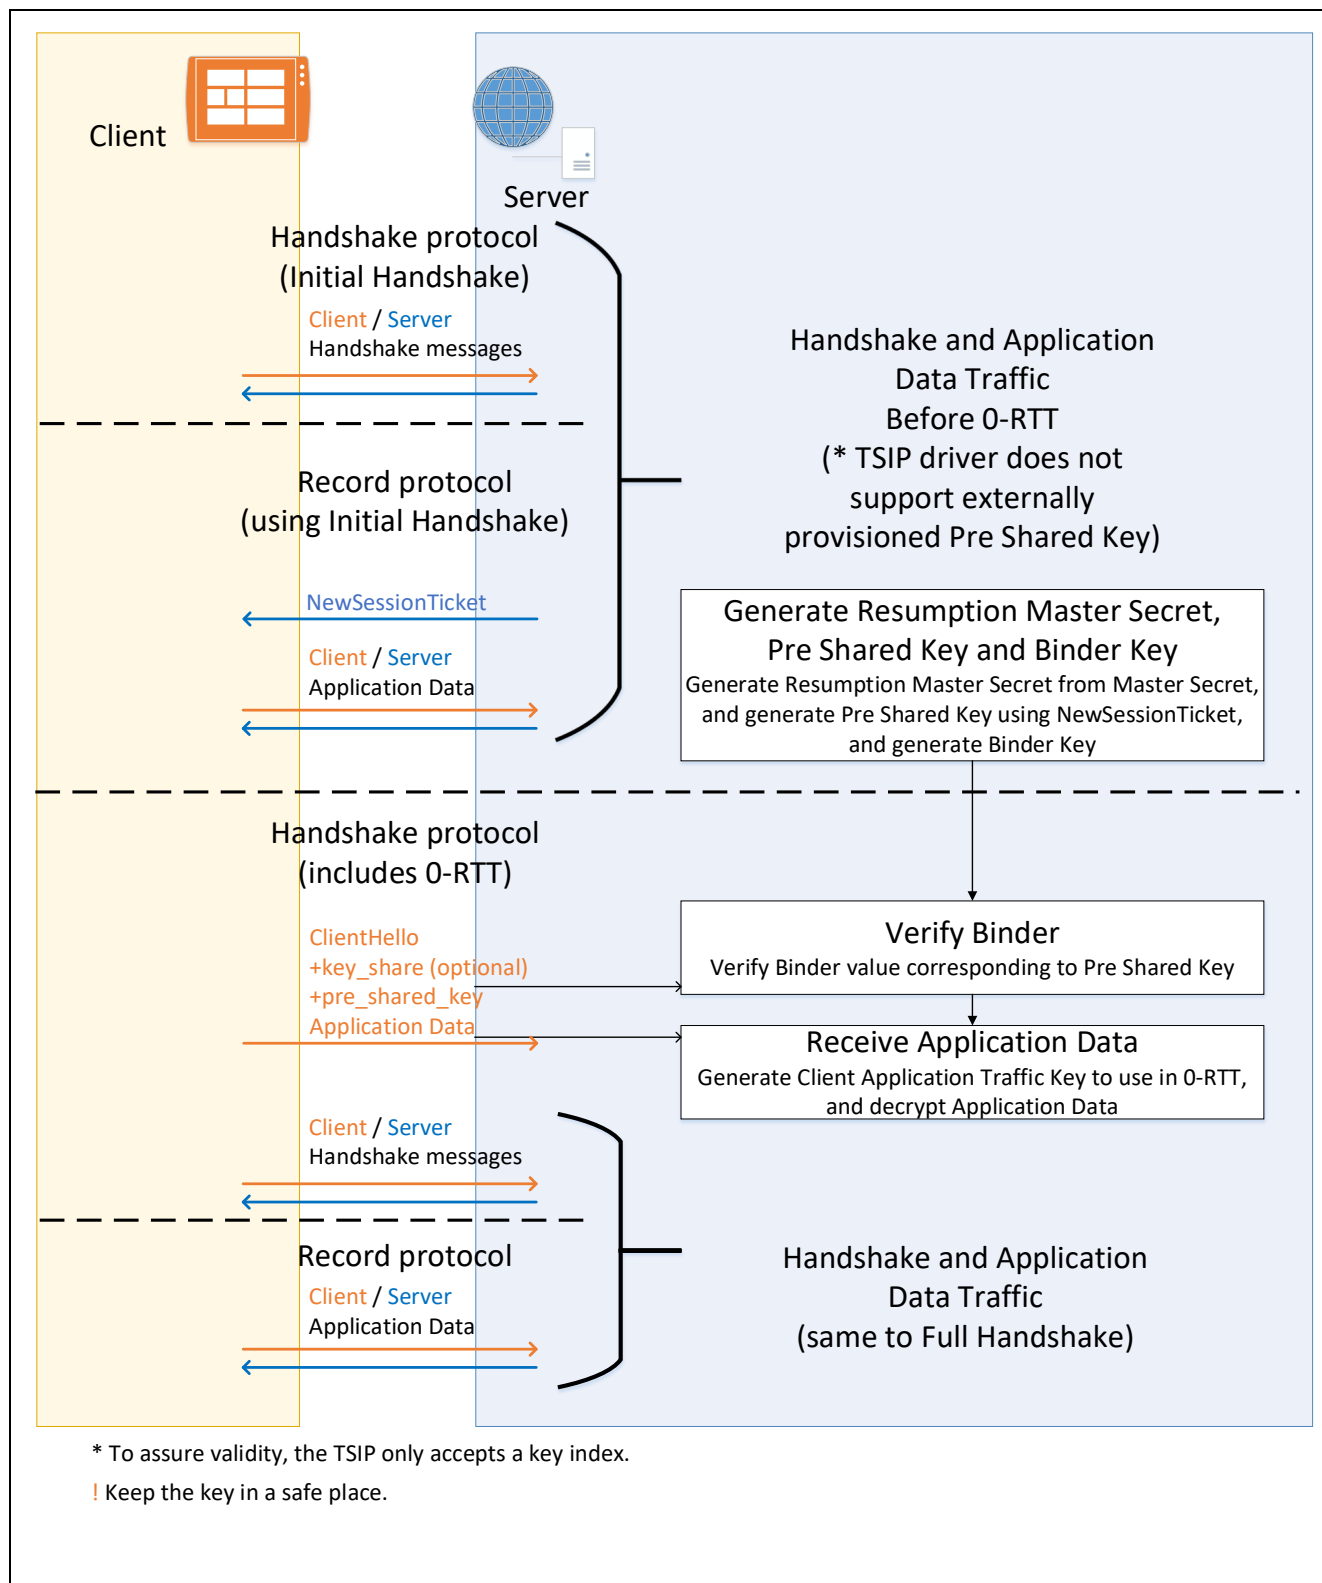 Client
Server
Handshake protocol
(Initial Handshake)
Client / Server
Handshake messages
Handshake and Application
Data Traffic
Before 0-RTT
(* TSIP driver does not
support externally
provisioned Pre Shared Key)
Record protocol
(using Initial Handshake)
NewSessionTicket
Client / Server
Application Data
Generate Resumption Master Secret,
Pre Shared Key and Binder Key
Generate Resumption Master Secret from Master Secret,
and generate Pre Shared Key using NewSessionTicket,
and generate Binder Key
Handshake protocol
(includes 0-RTT)
ClientHello
+key_share (optional)
+pre_shared_key
Application Data
Verify Binder
Verify Binder value corresponding to Pre Shared Key
Receive Application Data
Generate Client Application Traffic Key to use in 0-RTT,
and decrypt Application Data
Client / Server
Handshake messages
Record protocol
Client / Server
Application Data
Handshake and Application
Data Traffic
(same to Full Handshake)
* To assure validity, the TSIP only accepts a key index.
! Keep the key in a safe place.